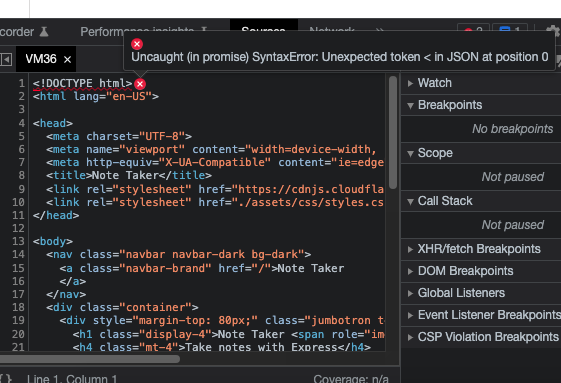 corder
Performance insights
Sources
Network
»
2
1
VM36 ×
Uncaught (in promise) SyntaxError: Unexpected token < in JSON at position 0
1 <!DOCTYPE html>
2 <html lang="en-US">
3
4 <head>
5 <meta charset="UTF-8">
6 <meta name="viewport" content="width=device-width,
7 <meta http-equiv="X-UA-Compatible" content="ie=edge
8 <title>Note Taker</title>
9 <link rel="stylesheet" href="https://cdnjs.cloudfla
10 <link rel="stylesheet" href="./assets/css/styles.cs
11 </head>
12
13 <body>
14 <nav class="navbar navbar-dark bg-dark">
15 <a class="navbar-brand" href="/">Note Taker
16 </a>
17 </nav>
18 <div class="container">
19 <div style="margin-top: 80px;" class="jumbotron t
20 <h1 class="display-4">Note Taker <span role="im
21 <h4 class="mt-4">Take notes with Express</h4>
{} Line 1, Column 1
Coverage: n/a
Watch
Breakpoints
No breakpoints
Scope
Not paused
Call Stack
Not paused
XHR/fetch Breakpoints
DOM Breakpoints
Global Listeners
Event Listener Breakpoints
CSP Violation Breakpoints